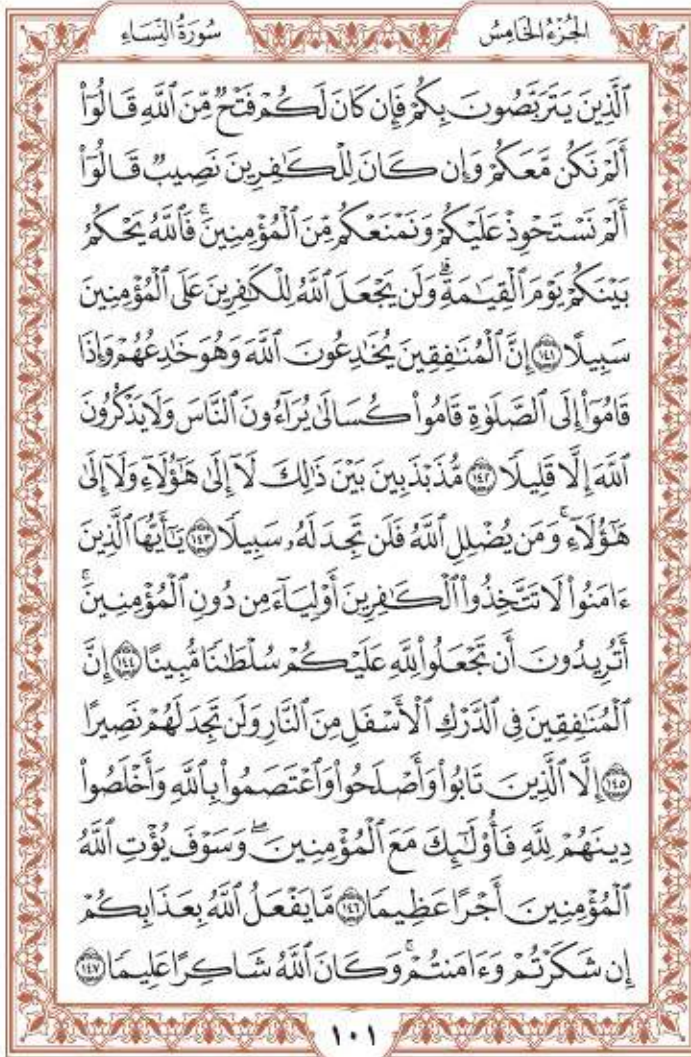 الجُزْءُ الخَامِسُ
سُورَةُ النِّسَاءِ
ٱلَّذِينَ يَتَرَبَّصُونَ بِكُمْ فَإِن كَانَ لَكُمْ فَتْحٌ مِّنَ ٱللَّهِ قَالُوٓا۟
أَلَمْ نَكُن مَّعَكُمْ وَإِن كَانَ لِلْكَٰفِرِينَ نَصِيبٌ قَالُوٓا۟
أَلَمْ نَسْتَحْوِذْ عَلَيْكُمْ وَنَمْنَعْكُم مِّنَ ٱلْمُؤْمِنِينَ ۚ فَٱللَّهُ يَحْكُمُ
بَيْنَكُمْ يَوْمَ ٱلْقِيَٰمَةِ ۗ وَلَن يَجْعَلَ ٱللَّهُ لِلْكَٰفِرِينَ عَلَى ٱلْمُؤْمِنِينَ
سَبِيلًا ١٤١ إِنَّ ٱلْمُنَٰفِقِينَ يُخَٰدِعُونَ ٱللَّهَ وَهُوَ خَٰدِعُهُمْ وَإِذَا
قَامُوٓا۟ إِلَى ٱلصَّلَوٰةِ قَامُوا۟ كُسَالَىٰ يُرَآءُونَ ٱلنَّاسَ وَلَا يَذْكُرُونَ
ٱللَّهَ إِلَّا قَلِيلًا ١٤٢ مُّذَبْذَبِينَ بَيْنَ ذَٰلِكَ لَآ إِلَىٰ هَٰٓؤُلَآءِ وَلَآ إِلَىٰ
هَٰٓؤُلَآءِ ۚ وَمَن يُضْلِلِ ٱللَّهُ فَلَن تَجِدَ لَهُۥ سَبِيلًا ١٤٣ يَٰٓأَيُّهَا ٱلَّذِينَ
ءَامَنُوا۟ لَا تَتَّخِذُوا۟ ٱلْكَٰفِرِينَ أَوْلِيَآءَ مِن دُونِ ٱلْمُؤْمِنِينَ ۚ
أَتُرِيدُونَ أَن تَجْعَلُوا۟ لِلَّهِ عَلَيْكُمْ سُلْطَٰنًا مُّبِينًا ١٤٤ إِنَّ
ٱلْمُنَٰفِقِينَ فِى ٱلدَّرْكِ ٱلْأَسْفَلِ مِنَ ٱلنَّارِ وَلَن تَجِدَ لَهُمْ نَصِيرًا
١٤٥ إِلَّا ٱلَّذِينَ تَابُوا۟ وَأَصْلَحُوا۟ وَٱعْتَصَمُوا۟ بِٱللَّهِ وَأَخْلَصُوا۟
دِينَهُمْ لِلَّهِ فَأُو۟لَٰٓئِكَ مَعَ ٱلْمُؤْمِنِينَ ۖ وَسَوْفَ يُؤْتِ ٱللَّهُ
ٱلْمُؤْمِنِينَ أَجْرًا عَظِيمًا ١٤٦ مَّا يَفْعَلُ ٱللَّهُ بِعَذَابِكُمْ
إِن شَكَرْتُمْ وَءَامَنتُمْ ۚ وَكَانَ ٱللَّهُ شَاكِرًا عَلِيمًا ١٤٧
١٠١